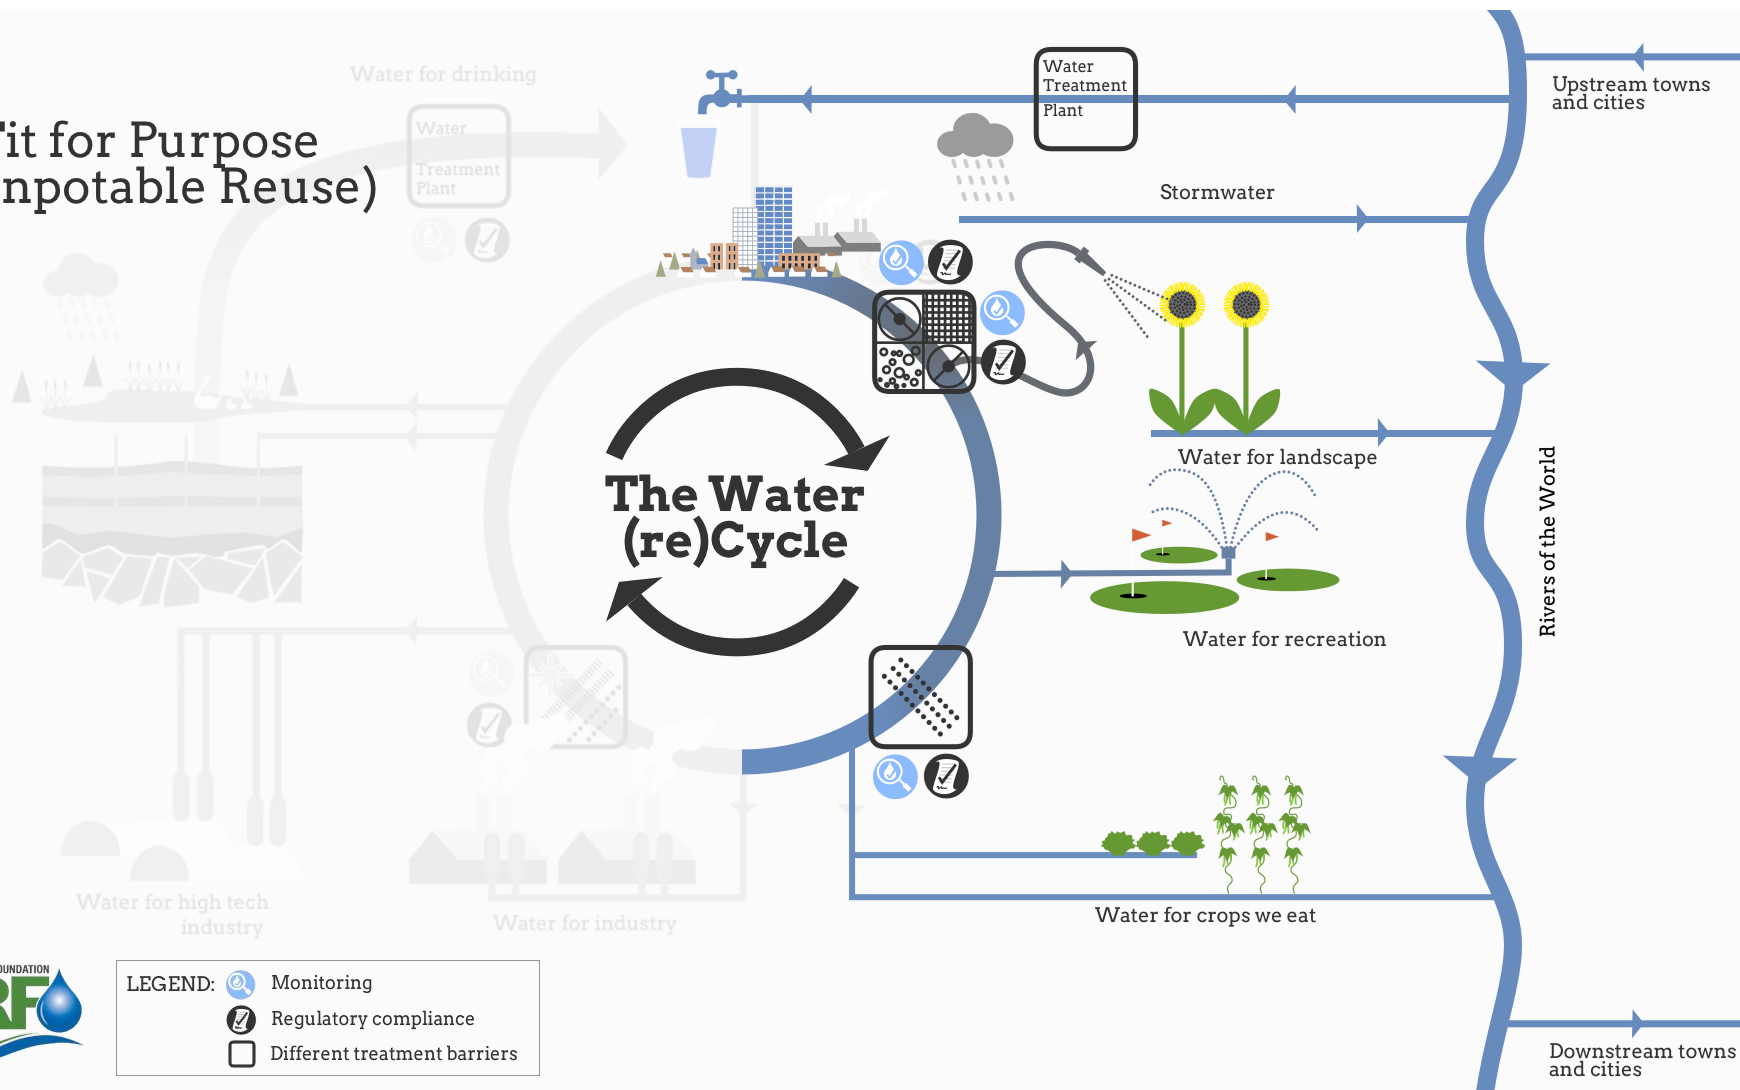 Water for drinking
Water
Treatment
Plant
Water
Treatment
Plant
Upstream towns
and cities
it for Purpose
npotable Reuse)
Stormwater
Water for landscape
The Water
(re)Cycle
Rivers of the World
Water for recreation
Water for high tech
industry
Water for industry
Water for crops we eat
OUNDATION
RF
LEGEND:
Monitoring
Regulatory compliance
Different treatment barriers
Downstream towns
and cities